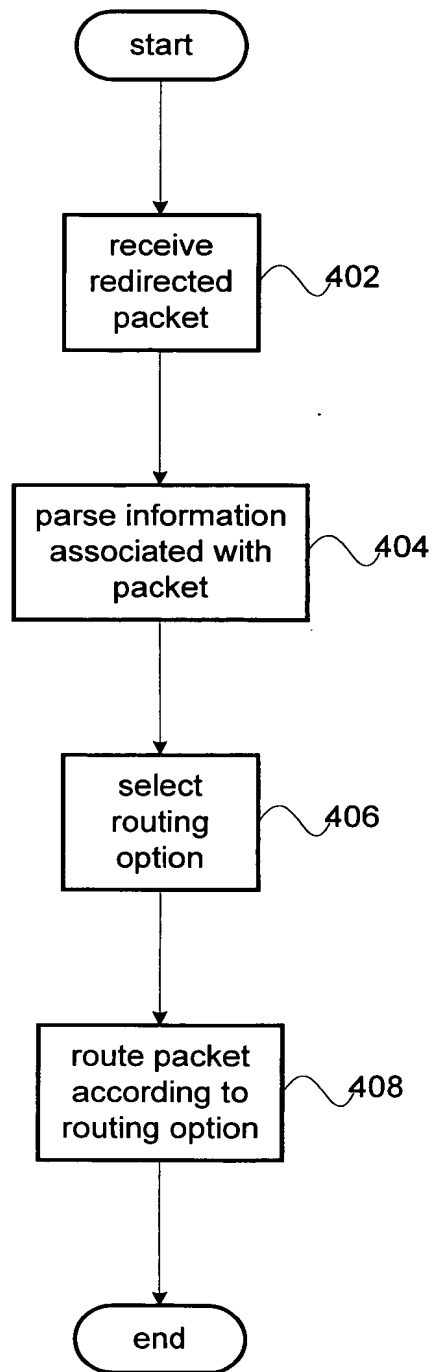 start
receive
redirected
packet
402
parse information
associated with
packet
404
select
routing
option
406
route packet
according to
routing option
408
end